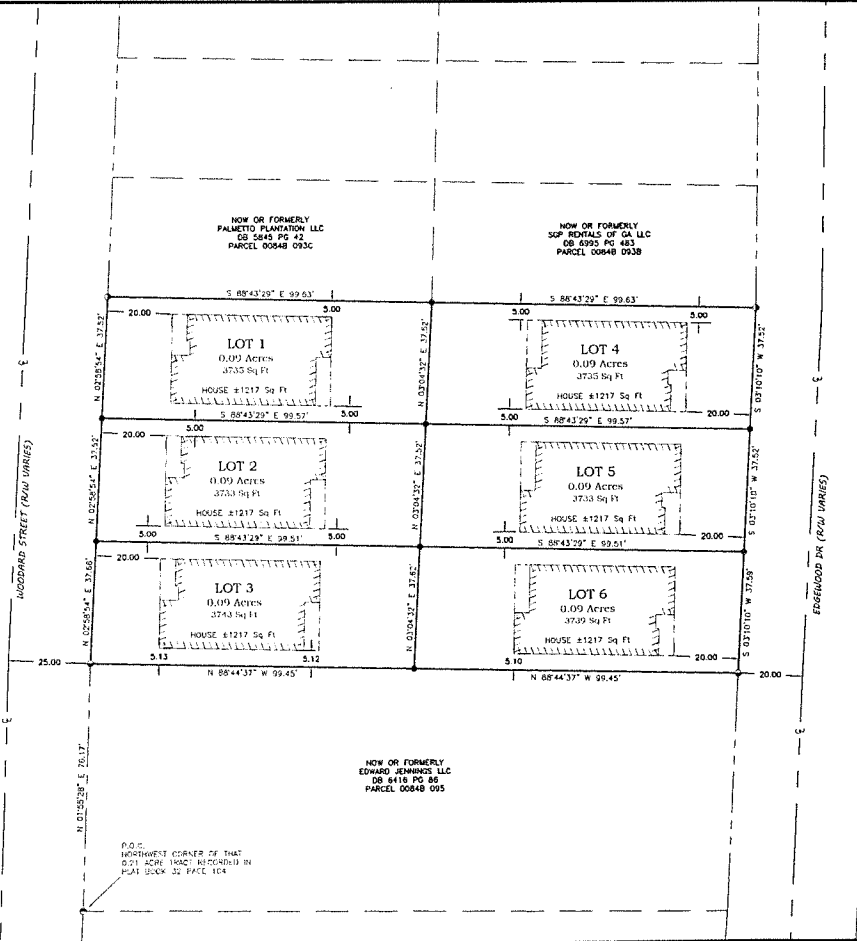 NOW OR FORMERLY
PALMETTO PLANTATION LLC
DB 5845 PG 42
PARCEL 0084B 093C
NOW OR FORMERLY
SGP RENTALS OF GA LLC
DB 6995 PG 483
PARCEL 0084B 093B
S 88°43'29" E 99.63'
S 88°43'29" E 99.63'
20.00
5.00
5.00
5.00
N 02°58'54" E 37.52'
LOT 1
0.09 Acres
3735 Sq Ft
HOUSE ±1217 Sq Ft
N 03°04'32" E 37.52'
LOT 4
0.09 Acres
3735 Sq Ft
HOUSE ±1217 Sq Ft
S 03°10'10" W 37.52'
5.00
5.00
20.00
S 88°43'29" E 99.57'
S 88°43'29" E 99.57'
20.00
5.00
5.00
N 02°58'54" E 37.52'
LOT 2
0.09 Acres
3733 Sq Ft
HOUSE ±1217 Sq Ft
N 03°04'32" E 37.52'
LOT 5
0.09 Acres
3733 Sq Ft
HOUSE ±1217 Sq Ft
S 03°10'10" W 37.52'
5.00
5.00
20.00
S 88°43'29" E 99.51'
S 88°43'29" E 99.51'
20.00
N 02°58'54" E 37.66'
LOT 3
0.09 Acres
3743 Sq Ft
HOUSE ±1217 Sq Ft
N 03°04'32" E 37.62'
LOT 6
0.09 Acres
3739 Sq Ft
HOUSE ±1217 Sq Ft
S 03°10'10" W 37.59'
25.00
5.13
5.12
5.10
20.00
20.00
N 88°44'37" W 99.45'
N 88°44'37" W 99.45'
WOODARD STREET (R/W VARIES)
EDGEWOOD DR (R/W VARIES)
NOW OR FORMERLY
EDWARD JENNINGS LLC
DB 6416 PG 86
PARCEL 0084B 095
N 01°55'28" E 76.17'
P.O.C.
NORTHWEST CORNER OF THAT
0.21 ACRE TRACT RECORDED IN
PLAT BOOK 32 PAGE 104